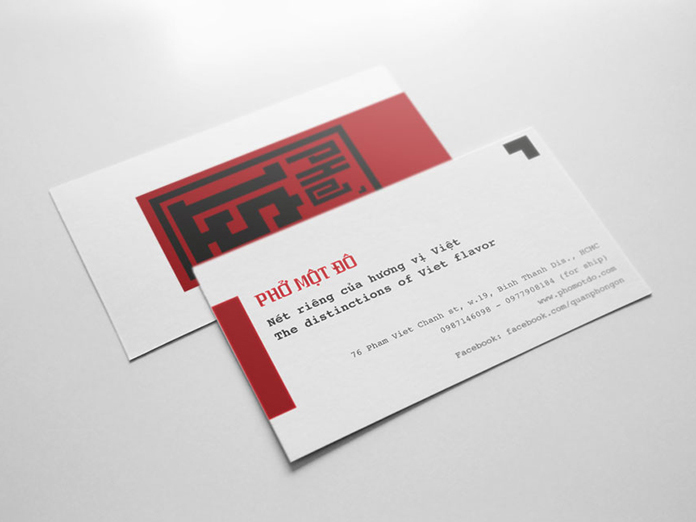 PHỞ MỘT ĐÔ
Nét riêng của hương vị Việt
The distinctions of Viet flavor
76 Pham Viet Chanh st, w.19, Binh Thanh Dis., HCMC
0987146098 - 0977908184 (for ship)
www.phomotdo.com
Facebook: facebook.com/quanphongon